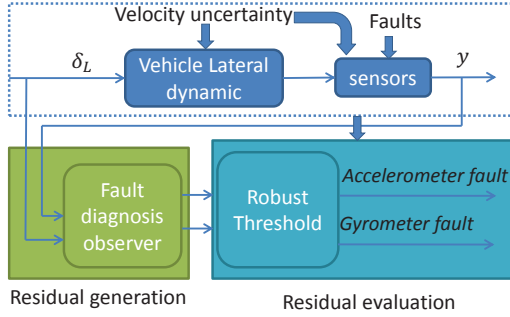 Velocity uncertainty
Faults
δL
Vehicle Lateral
dynamic
sensors
y
Fault
diagnosis
observer
Robust
Threshold
Accelerometer fault
Gyrometer fault
Residual generation
Residual evaluation